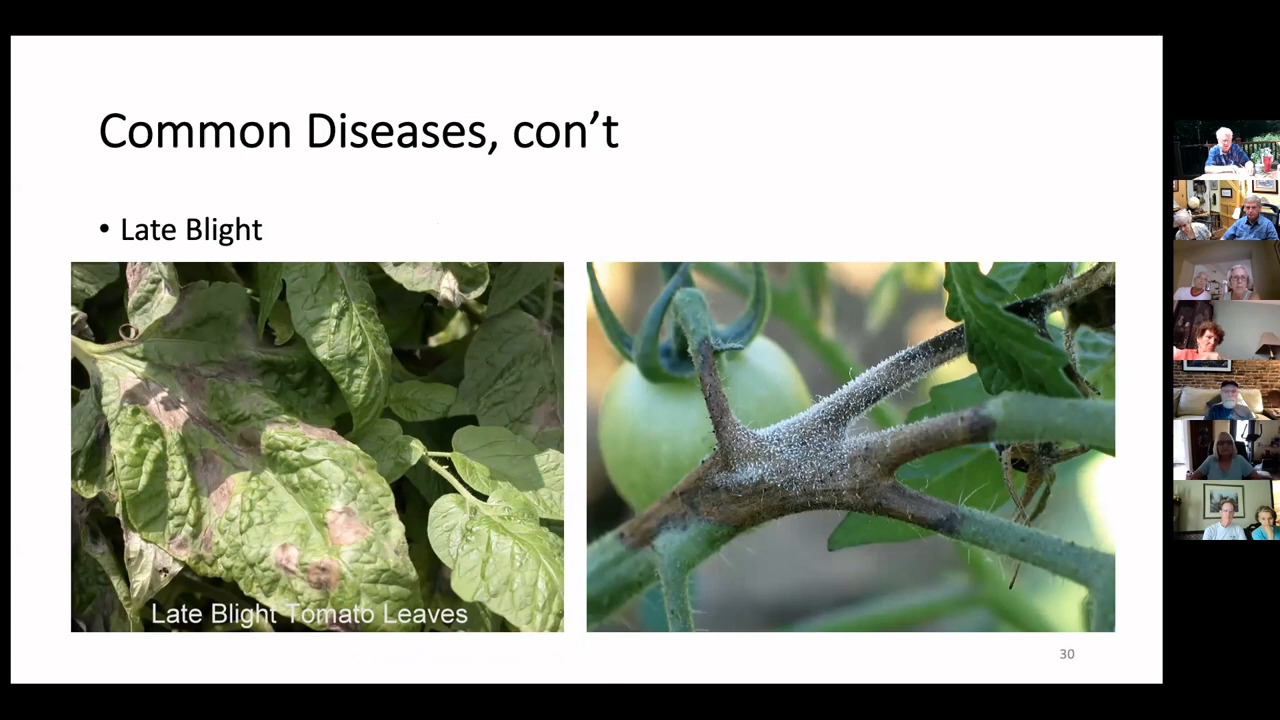 Common Diseases, con’t
• Late Blight
Late Blight Tomato Leaves
30